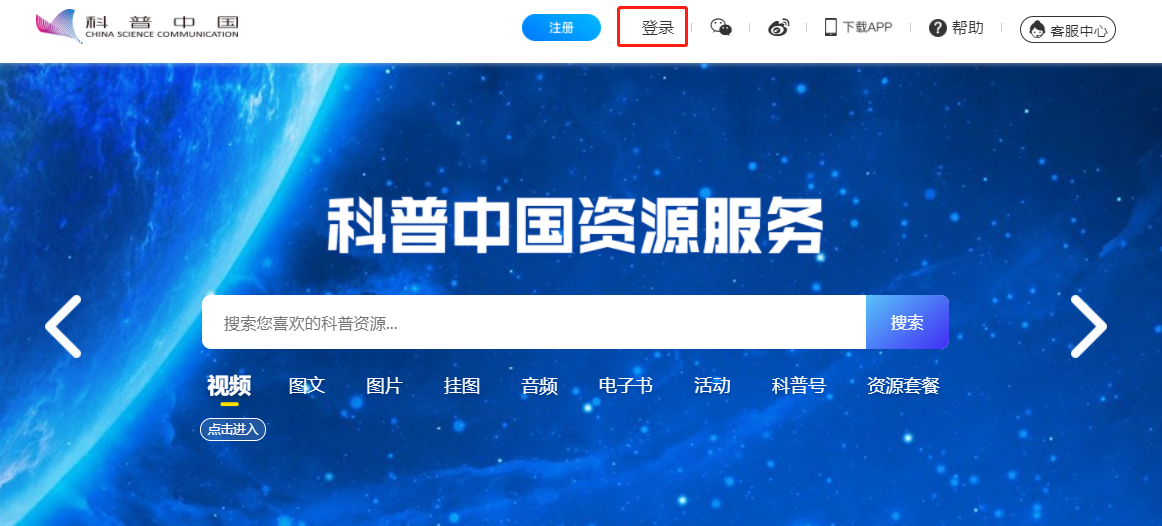 科普中国
CHINA SCIENCE COMMUNICATION
注册
登录
下载APP
帮助
客服中心
科普中国资源服务
搜索您喜欢的科普资源...
搜索
视频 图文 图片 挂图 音频 电子书 活动 科普号 资源套餐
点击进入